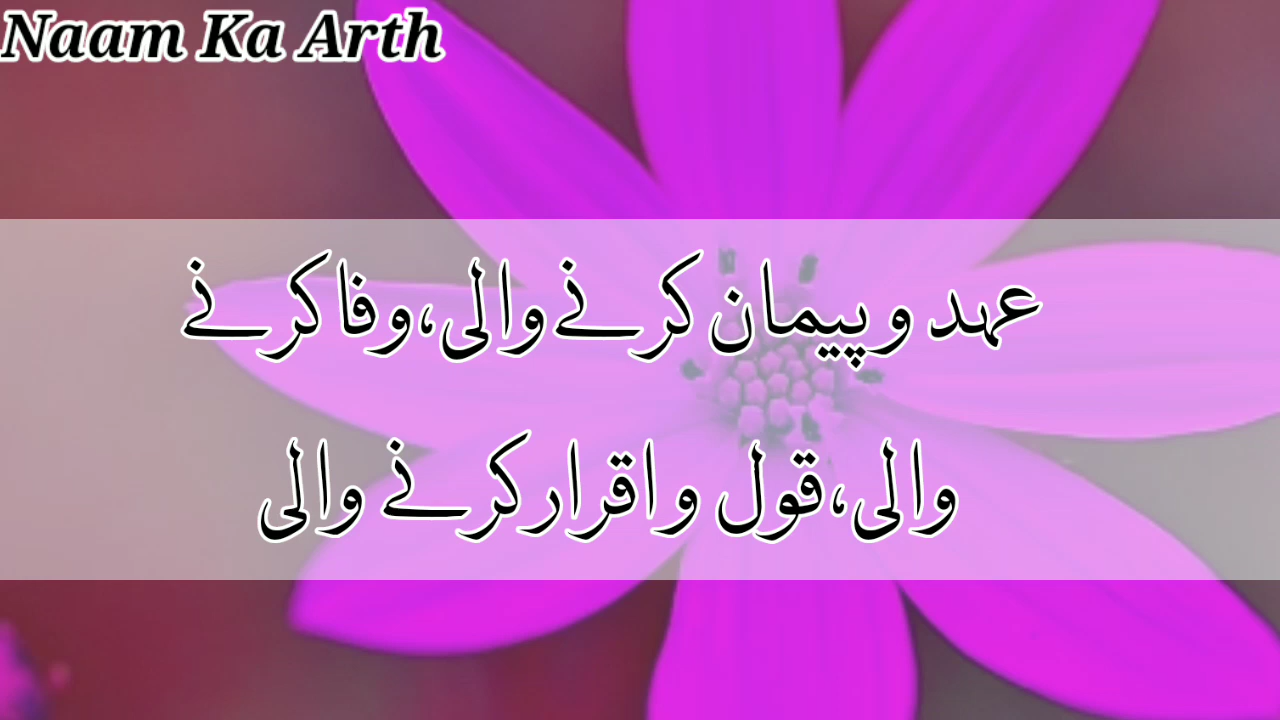 Naam Ka Arth
عہد و پیمان کرنے والی، وفا کرنے
والی، قول و اقرار کرنے والی